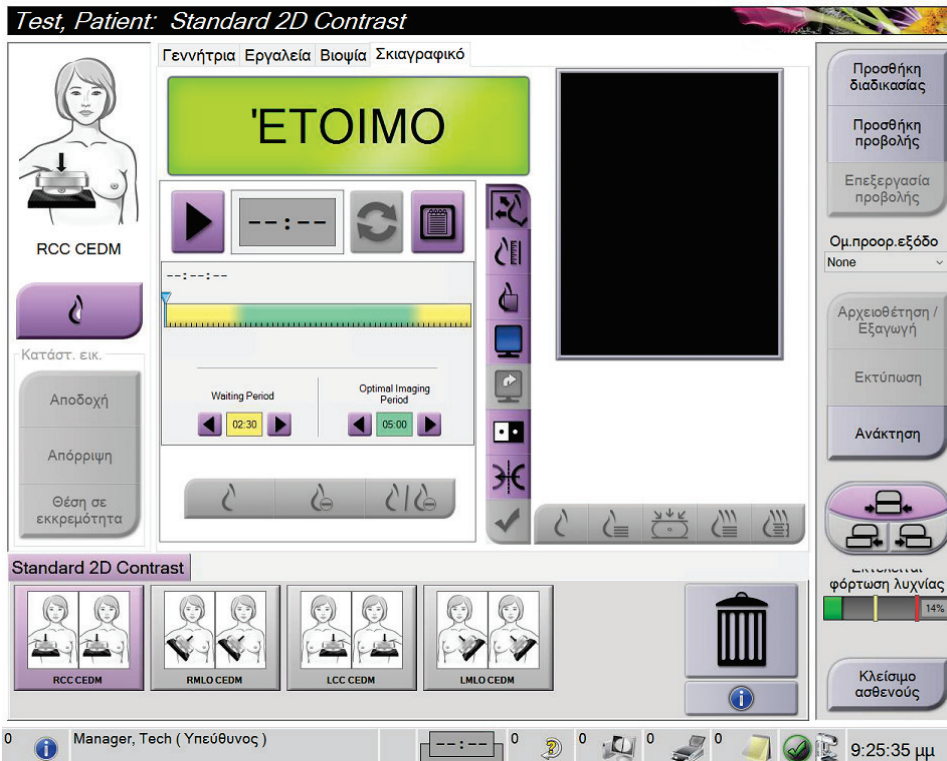 Test, Patient: Standard 2D Contrast
Γεννήτρια Εργαλεία Βιοψία Σκιαγραφικό
ΈΤΟΙΜΟ
RCC CEDM
--:--
--:--:--
Waiting Period
02:30
Optimal Imaging
Period
05:00
Κατάστ. εικ.
Αποδοχή
Απόρριψη
Θέση σε
εκκρεμότητα
Προσθήκη
διαδικασίας
Προσθήκη
προβολής
Επεξεργασία
προβολής
Ομ.προορ.εξόδο
None
Αρχειοθέτηση /
Εξαγωγή
Εκτύπωση
Ανάκτηση
φόρτωση λυχνίας
14%
Κλείσιμο
ασθενούς
Standard 2D Contrast
RCC CEDM
RMLO CEDM
LCC CEDM
LMLO CEDM
0
Manager, Tech ( Υπεύθυνος )
--:--
0
0
0
0
9:25:35 μμ